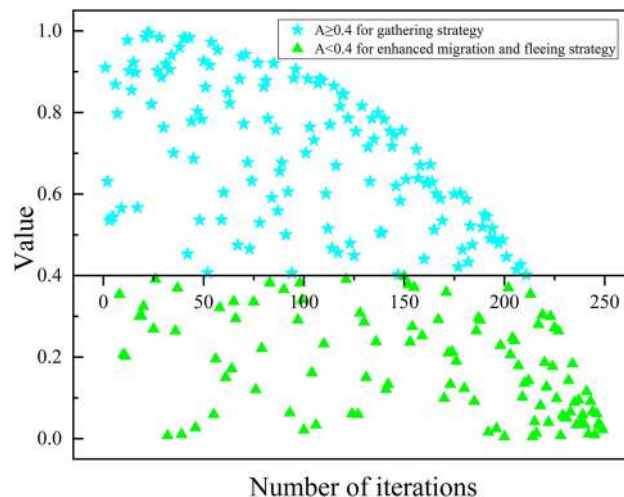 A≥0.4 for gathering strategy
A<0.4 for enhanced migration and fleeing strategy
1.0
0.8
0.6
0.4
0.2
0.0
Value
0 50 100 150 200 250
Number of iterations